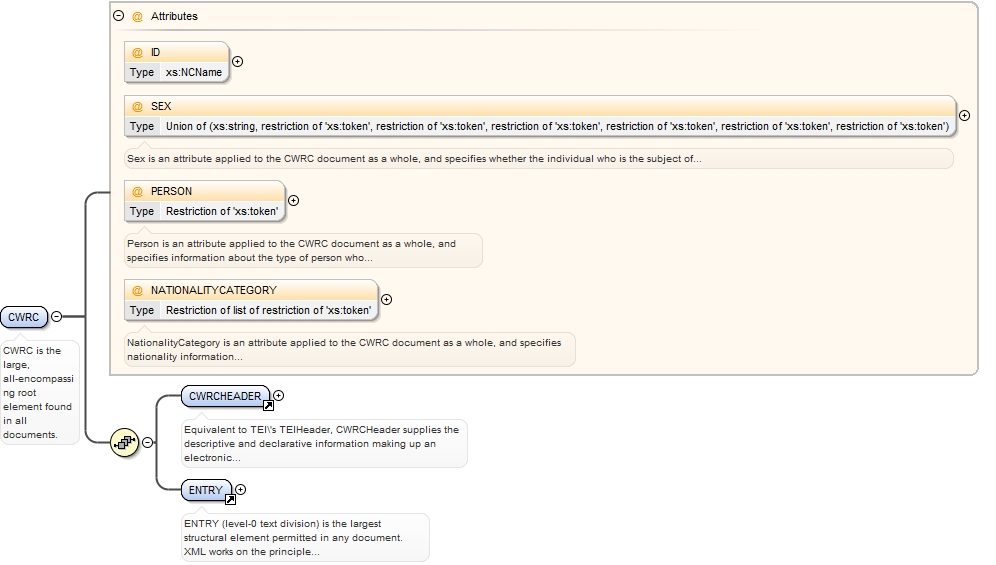 @ Attributes
@ ID
Type xs:NCName
@ SEX
Type Union of (xs:string, restriction of 'xs:token', restriction of 'xs:token', restriction of 'xs:token', restriction of 'xs:token', restriction of 'xs:token', restriction of 'xs:token')
Sex is an attribute applied to the CWRC document as a whole, and specifies whether the individual who is the subject of...
@ PERSON
Type Restriction of 'xs:token'
Person is an attribute applied to the CWRC document as a whole, and
specifies information about the type of person who...
@ NATIONALITYCATEGORY
Type Restriction of list of restriction of 'xs:token'
NationalityCategory is an attribute applied to the CWRC document as a whole, and specifies
nationality information...
CWRC
CWRC is the
large,
all-encompassi
ng root
element found
in all
documents.
CWRCHEADER
Equivalent to TEI\'s TEIHeader, CWRCHeader supplies the
descriptive and declarative information making up an
electronic...
ENTRY
ENTRY (level-0 text division) is the largest
structural element permitted in any document.
XML works on the principle...